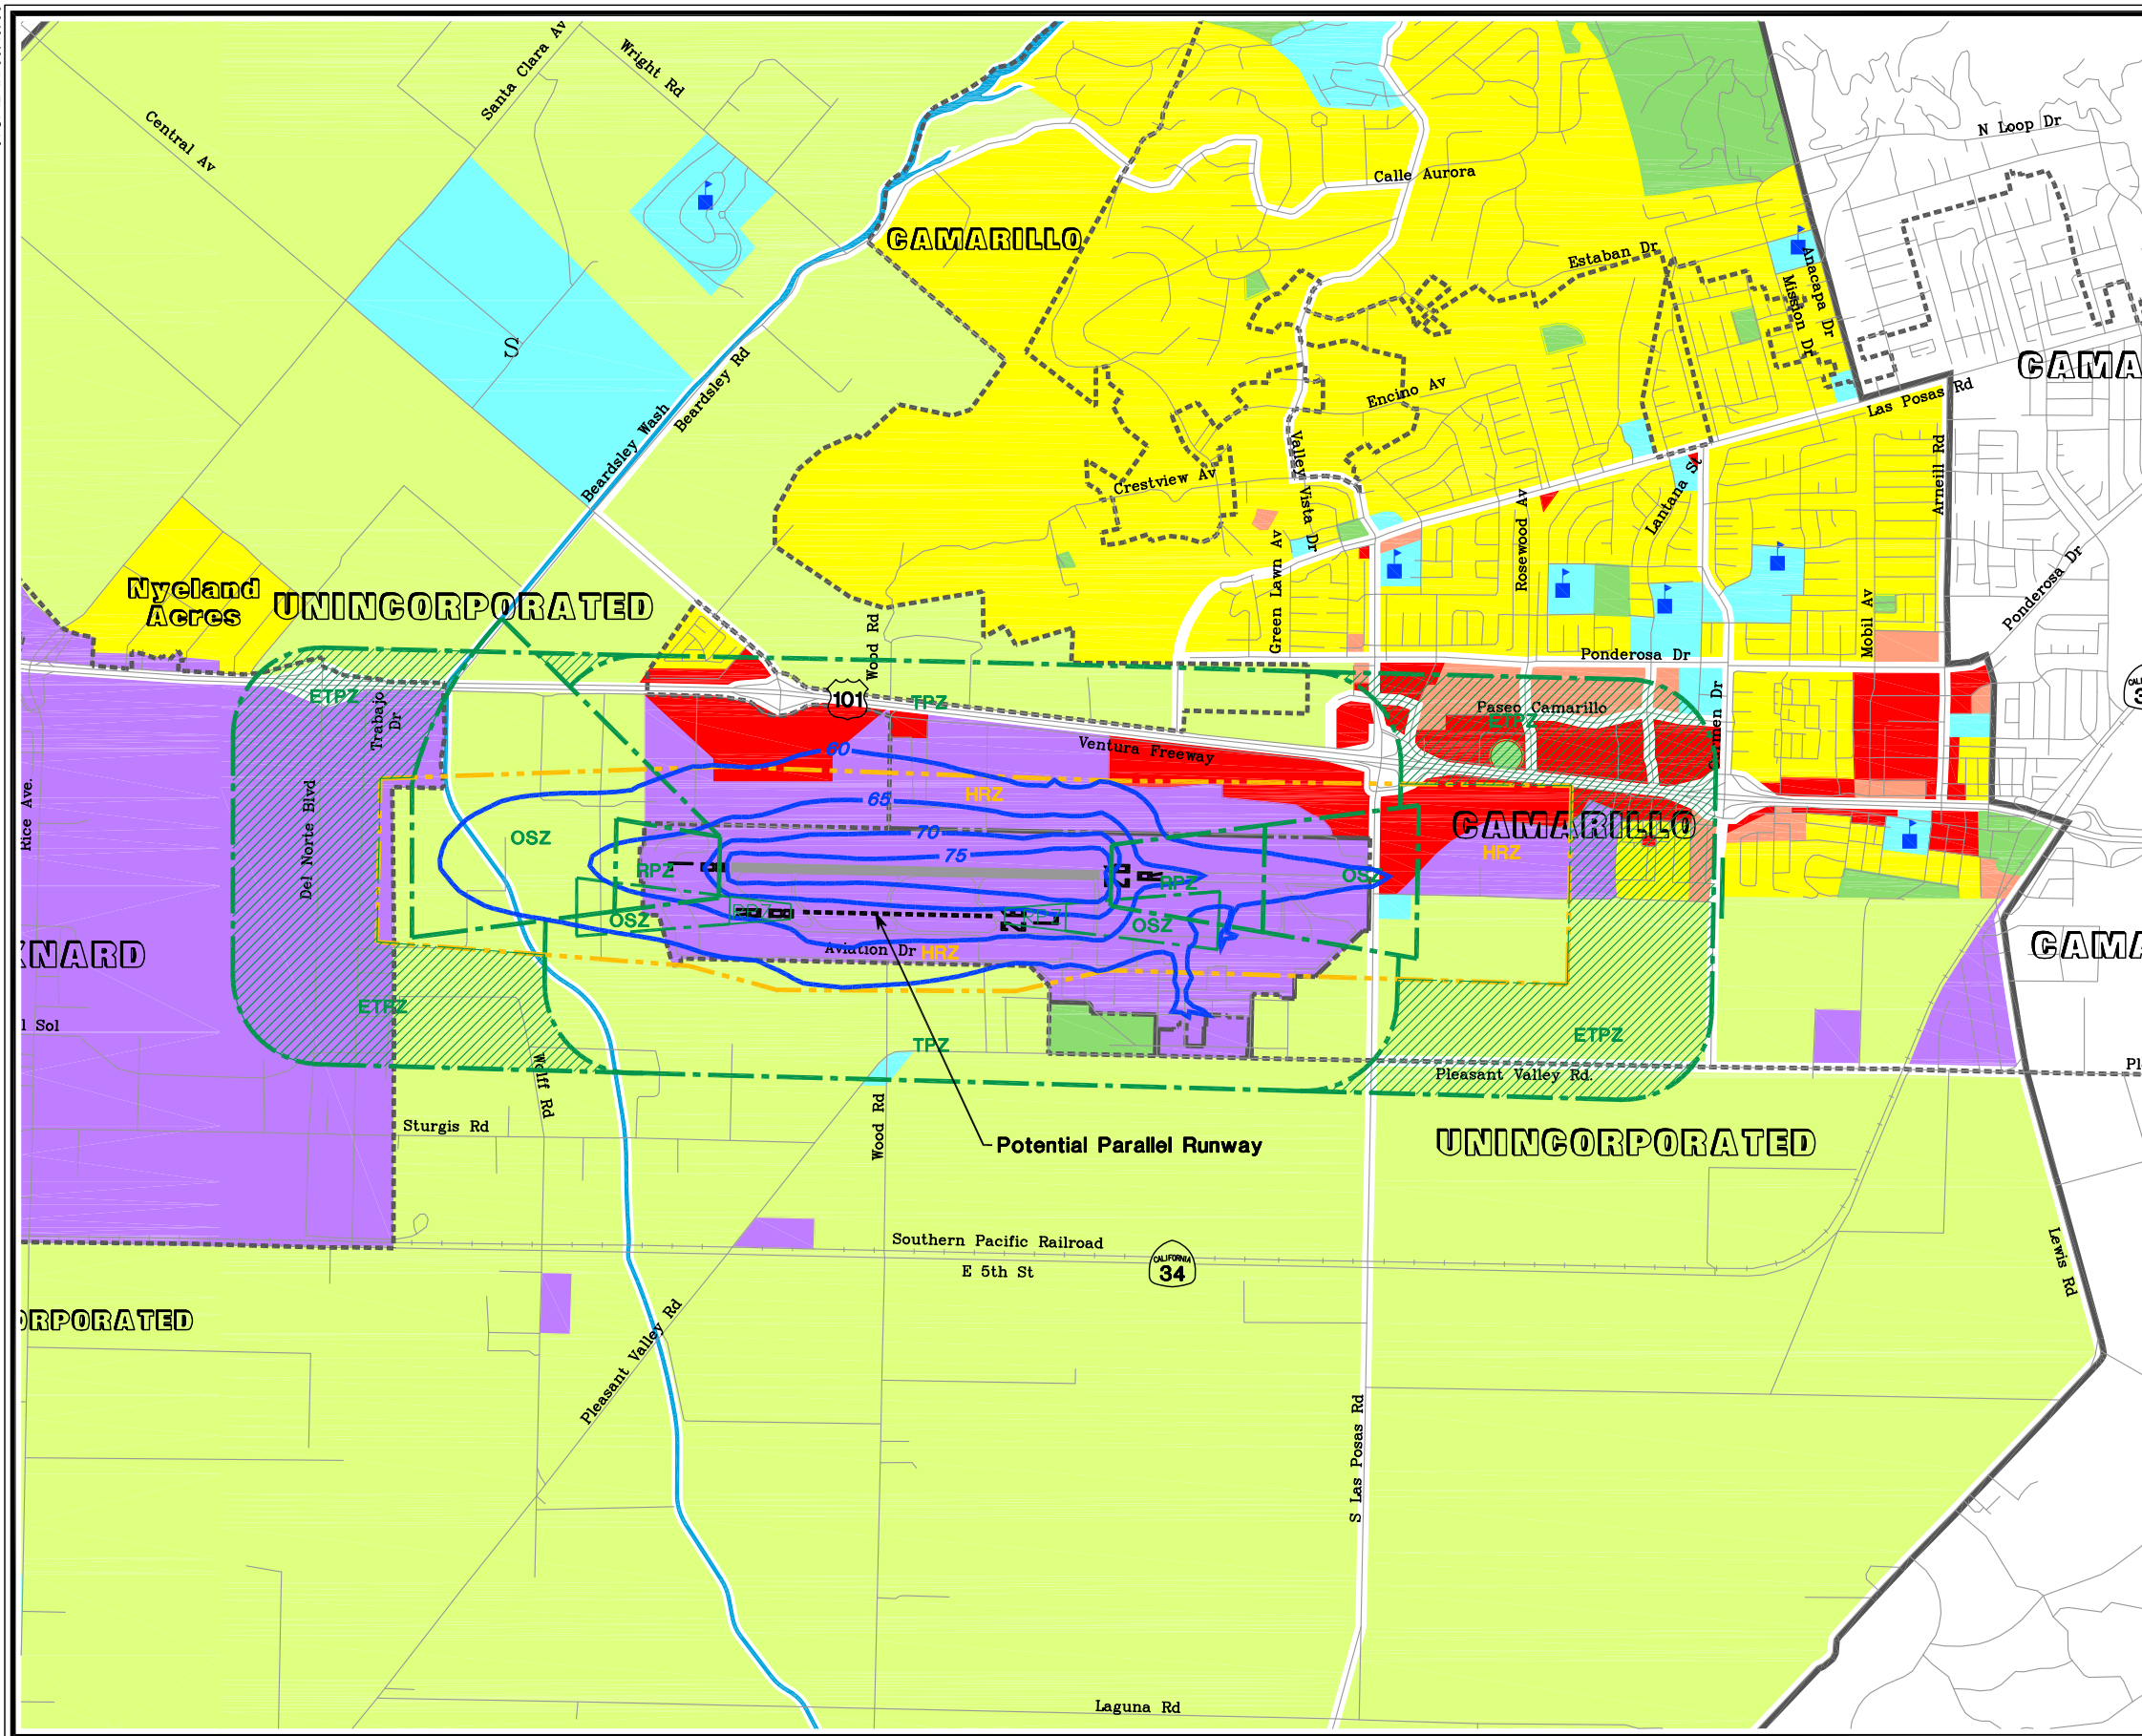 Santa Clara Av
Wright Rd
Central Av
N Loop Dr
Calle Aurora
CAMARILLO
Estaban Dr
Anacapa Dr
Mission Dr
S
Beardsley Rd
Beardsley Wash
CAMA
Las Posas Rd
Encino Av
Valley Vista Dr
Crestview Av
Arneill Rd
Lantana St
Rosewood Av
Green Lawn Av
Ponderosa Dr
Nyeland
Acres
UNINCORPORATED
Wood Rd
Mobil Av
Ponderosa Dr
ETPZ
101
TPZ
Trabajo
Dr
Paseo Camarillo
ETPZ
Ventura Freeway
60
65
HRZ
70
75
Rice Ave.
Del Norte Blvd
OSZ
CAMARILLO
HRZ
RPZ
RPZ
OSZ
RPZ
OSZ
RPZ
OSZ
Aviation Dr
HRZ
XNARD
CAMA
ETPZ
l Sol
TPZ
ETPZ
Wolff Rd
Pleasant Valley Rd.
Pl
Sturgis Rd
Wood Rd
Potential Parallel Runway
UNINCORPORATED
Southern Pacific Railroad
E 5th St
CALIFORNIA
34
Lewis Rd
ORPORATED
Pleasant Valley Rd
S Las Posas Rd
Laguna Rd